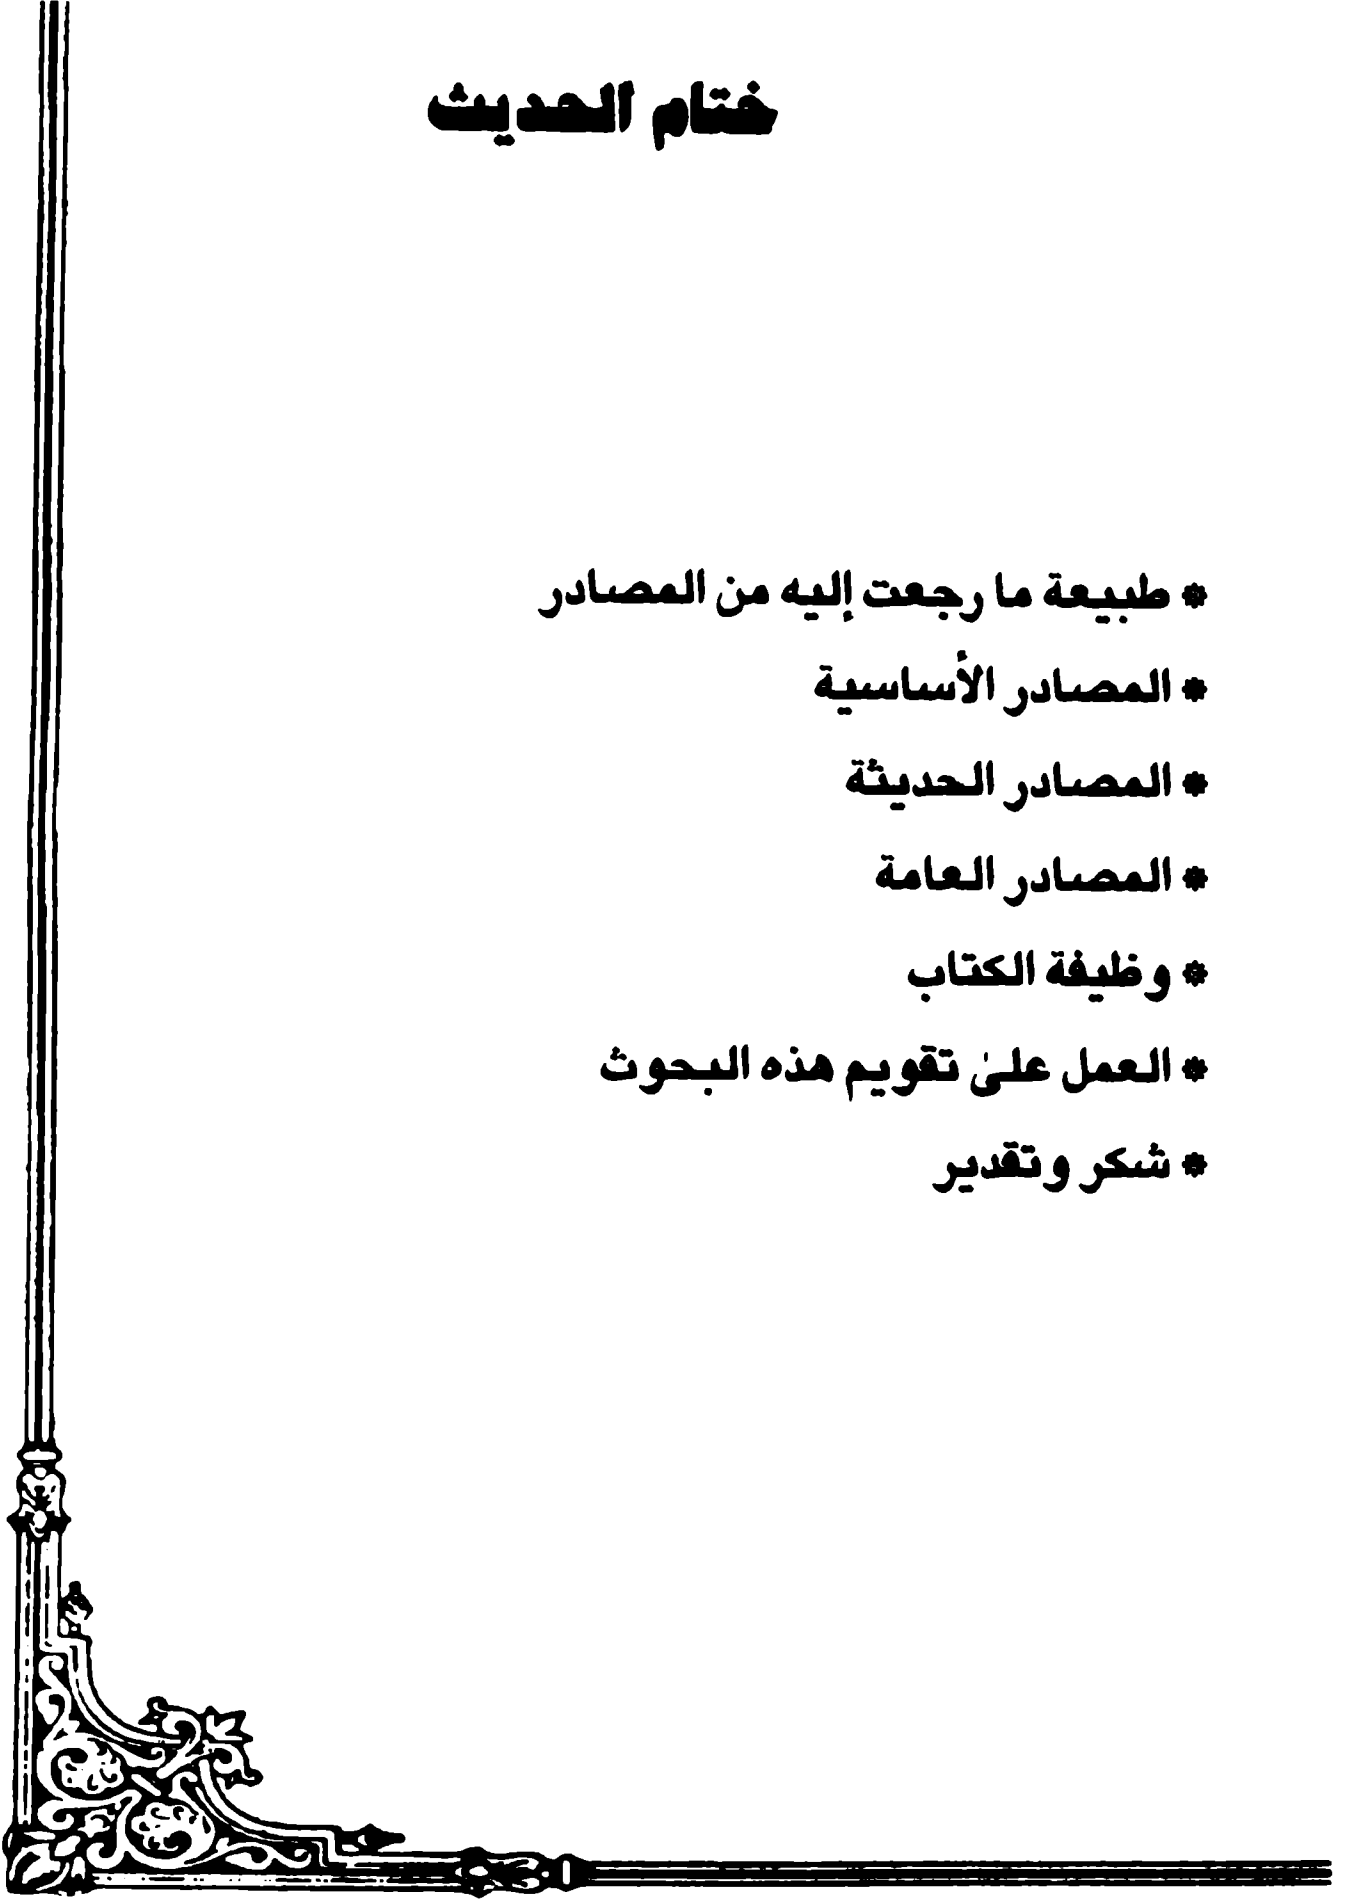 ختام الحديث
* طبيعة ما رجعت إليه من المصادر
* المصادر الأساسية
* المصادر الحديثة
* المصادر العامة
* وظيفة الكتاب
* العمل علىٰ تقويم هذه البحوث
* شكر وتقدير